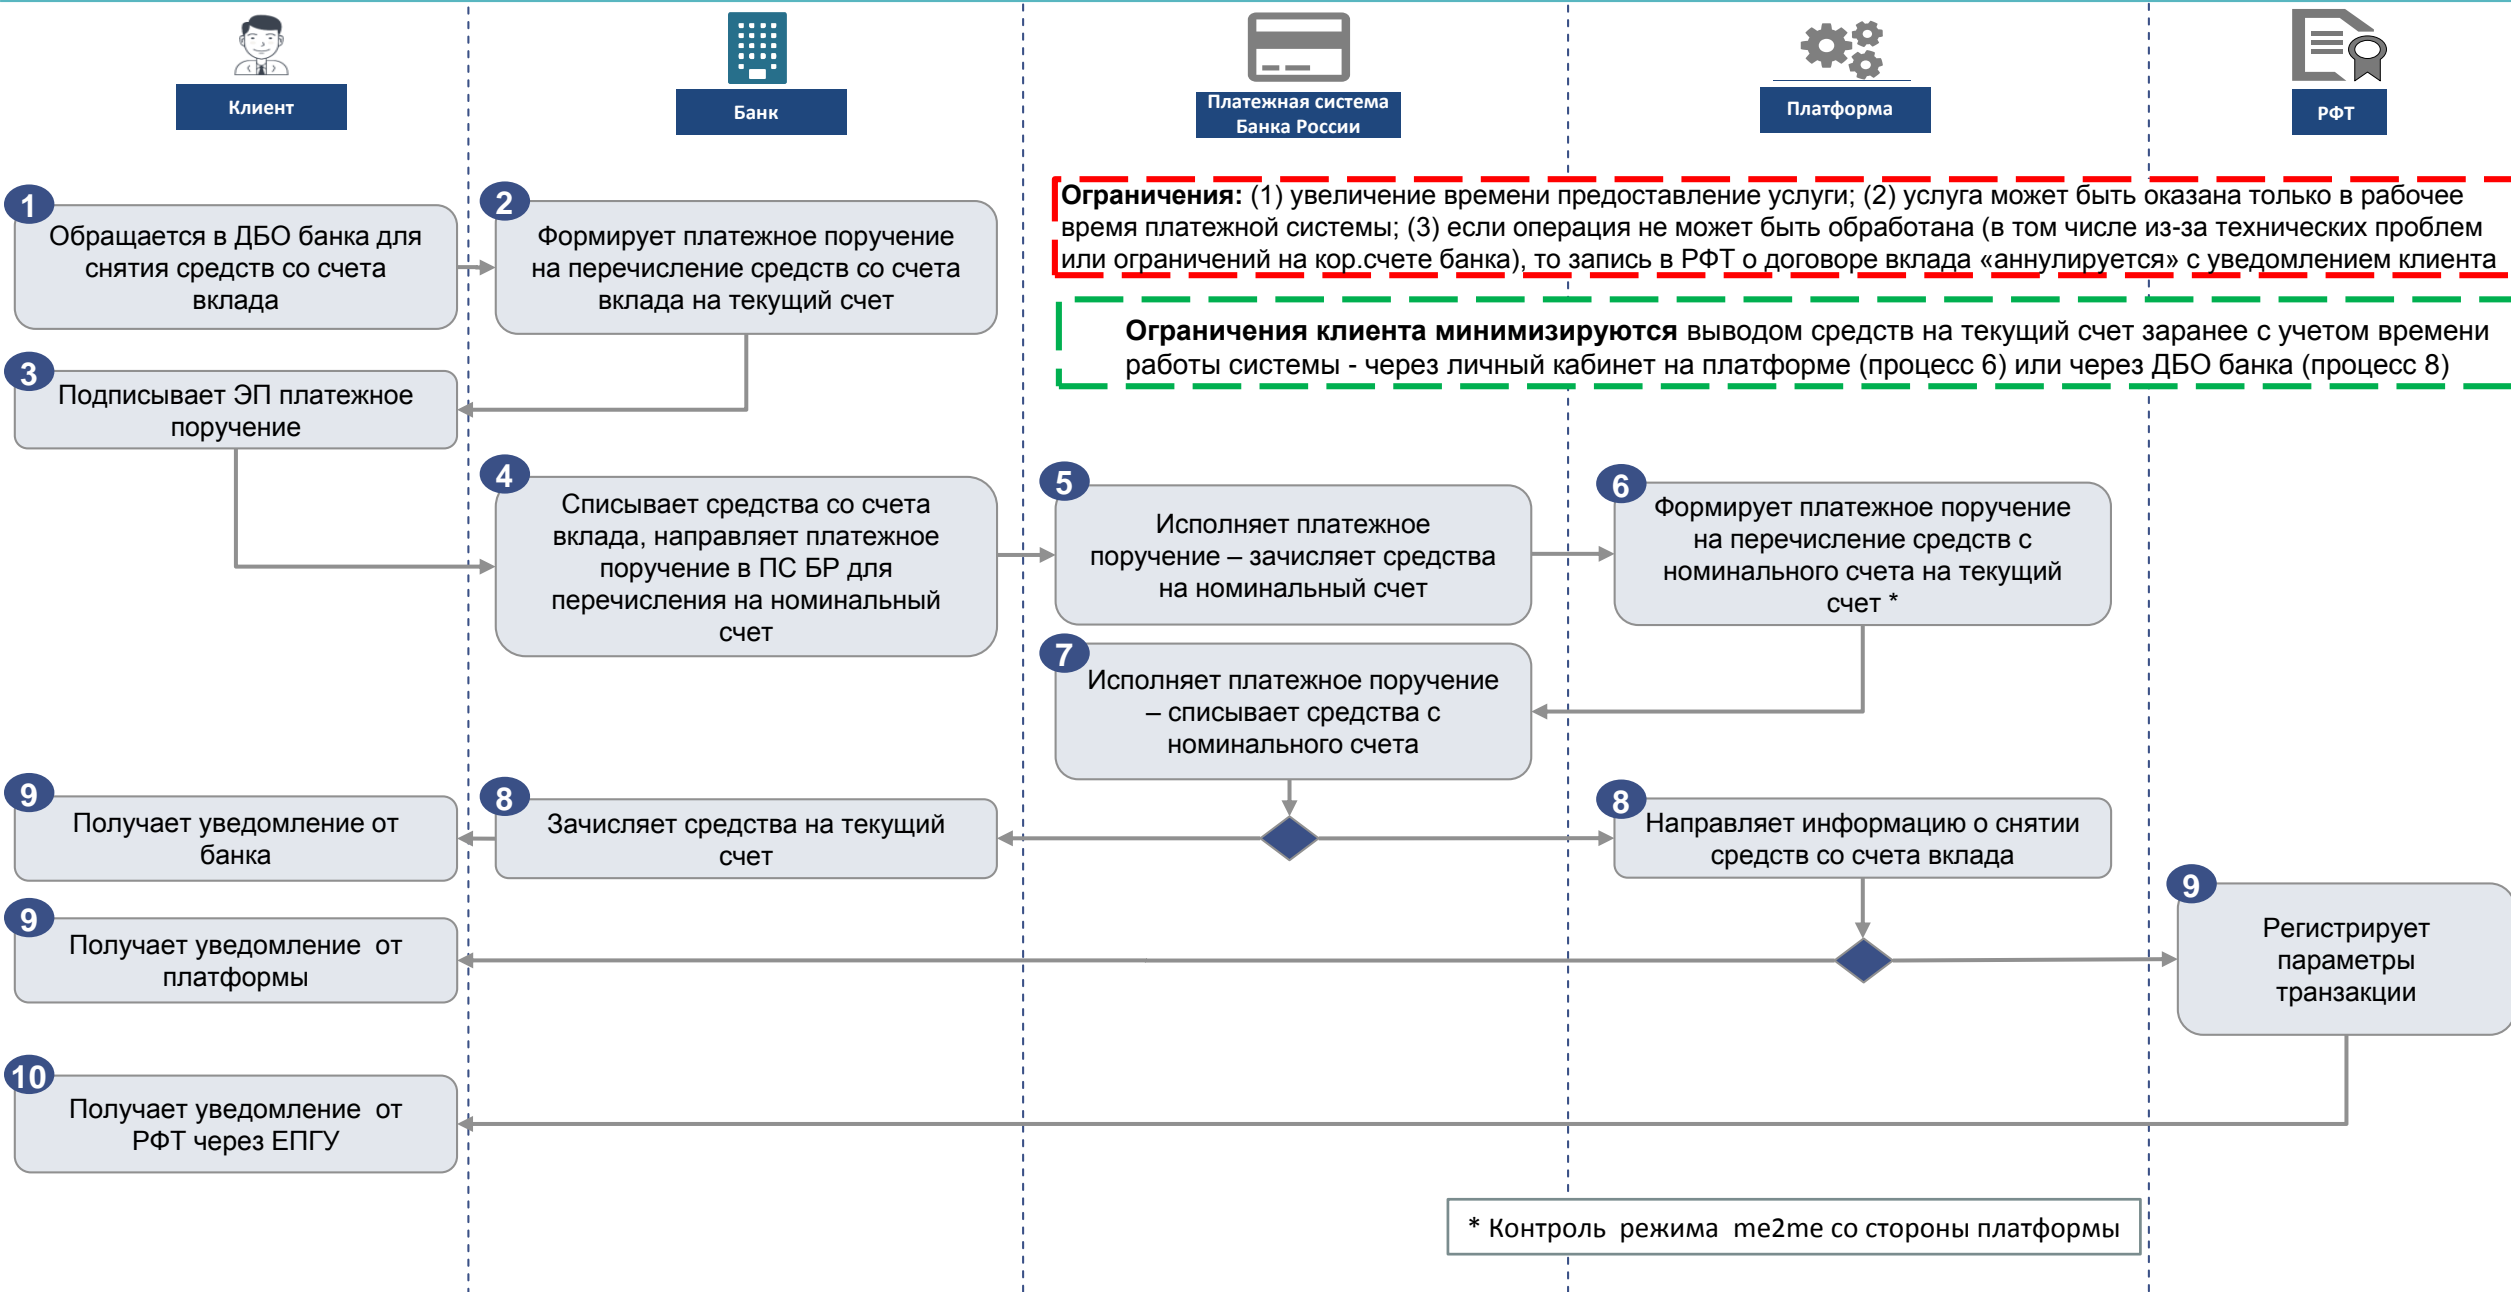 Клиент
Банк
Платежная система
Банка России
Платформа
РФТ
Ограничения: (1) увеличение времени предоставление услуги; (2) услуга может быть оказана только в рабочее
время платежной системы; (3) если операция не может быть обработана (в том числе из-за технических проблем
или ограничений на кор.счете банка), то запись в РФТ о договоре вклада «аннулируется» с уведомлением клиента
Ограничения клиента минимизируются выводом средств на текущий счет заранее с учетом времени
работы системы - через личный кабинет на платформе (процесс 6) или через ДБО банка (процесс 8)
1
Обращается в ДБО банка для
снятия средств со счета
вклада
2
Формирует платежное поручение
на перечисление средств со счета
вклада на текущий счет
3
Подписывает ЭП платежное
поручение
4
Списывает средства со счета
вклада, направляет платежное
поручение в ПС БР для
перечисления на номинальный
счет
5
Исполняет платежное
поручение – зачисляет средства
на номинальный счет
6
Формирует платежное поручение
на перечисление средств с
номинального счета на текущий
счет *
7
Исполняет платежное поручение
– списывает средства с
номинального счета
9
Получает уведомление от
банка
8
Зачисляет средства на текущий
счет
8
Направляет информацию о снятии
средств со счета вклада
9
Получает уведомление от
платформы
9
Регистрирует
параметры
транзакции
10
Получает уведомление от
РФТ через ЕПГУ
* Контроль режима me2me со стороны платформы